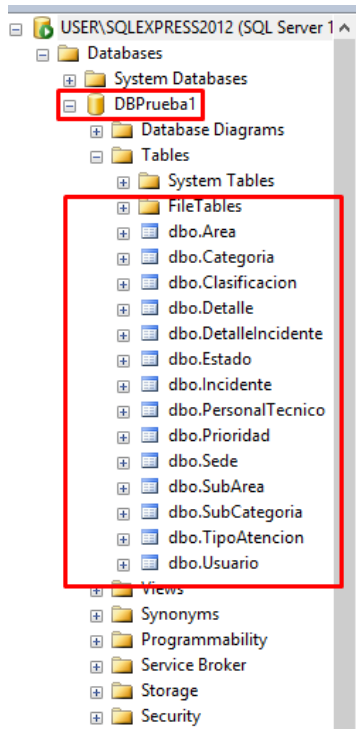 USER\SQLEXPRESS2012 (SQL Server 1
Databases
System Databases
DBPrueba1
Database Diagrams
Tables
System Tables
FileTables
dbo.Area
dbo.Categoria
dbo.Clasificacion
dbo.Detalle
dbo.DetalleIncidente
dbo.Estado
dbo.Incidente
dbo.PersonalTecnico
dbo.Prioridad
dbo.Sede
dbo.SubArea
dbo.SubCategoria
dbo.TipoAtencion
dbo.Usuario
Views
Synonyms
Programmability
Service Broker
Storage
Security